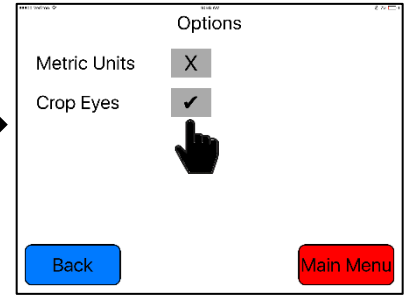 Options
Metric Units X
Crop Eyes ✔
Back
Main Menu